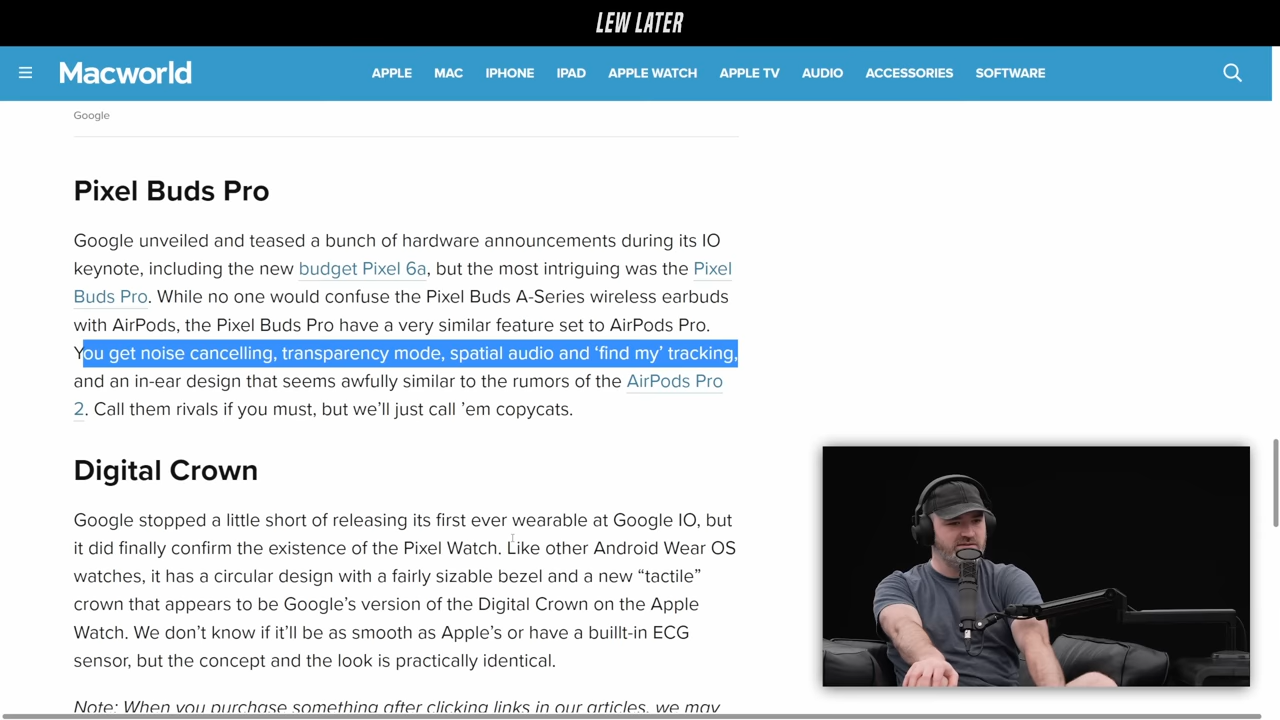 LEW LATER
Macworld
APPLE MAC IPHONE IPAD APPLE WATCH APPLE TV AUDIO ACCESSORIES SOFTWARE
Google
Pixel Buds Pro
Google unveiled and teased a bunch of hardware announcements during its IO
keynote, including the new budget Pixel 6a, but the most intriguing was the Pixel
Buds Pro. While no one would confuse the Pixel Buds A-Series wireless earbuds
with AirPods, the Pixel Buds Pro have a very similar feature set to AirPods Pro.
You get noise cancelling, transparency mode, spatial audio and ‘find my’ tracking,
and an in-ear design that seems awfully similar to the rumors of the AirPods Pro
2. Call them rivals if you must, but we’ll just call ’em copycats.
Digital Crown
Google stopped a little short of releasing its first ever wearable at Google IO, but
it did finally confirm the existence of the Pixel Watch. Like other Android Wear OS
watches, it has a circular design with a fairly sizable bezel and a new “tactile”
crown that appears to be Google’s version of the Digital Crown on the Apple
Watch. We don’t know if it’ll be as smooth as Apple’s or have a buillt-in ECG
sensor, but the concept and the look is practically identical.
Note: When you purchase something after clicking links in our articles, we may